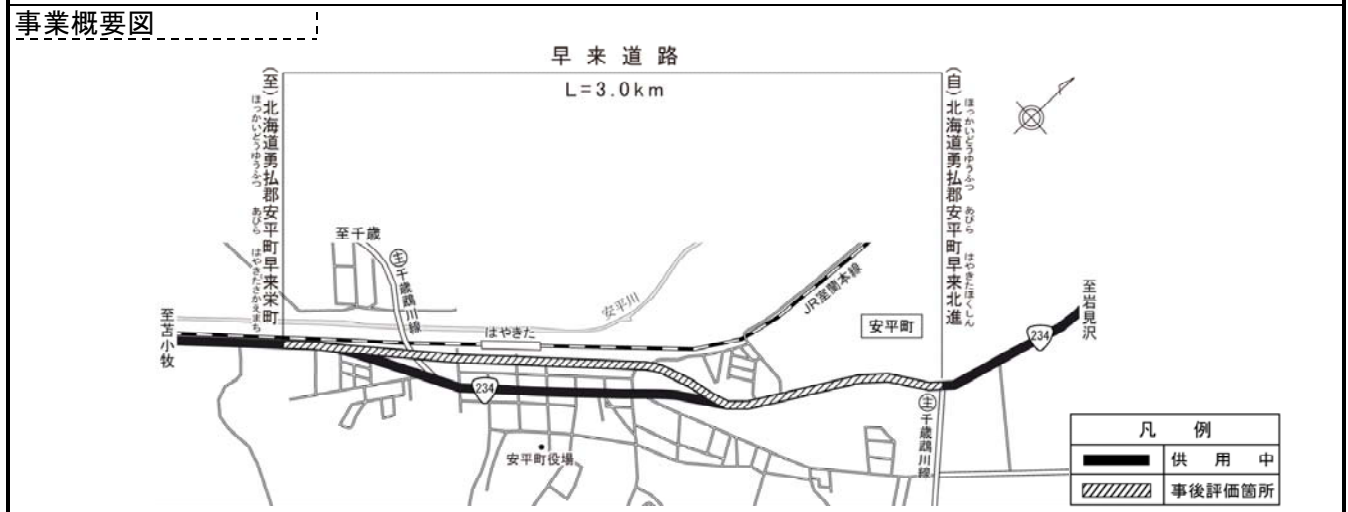 事業概要図
早来道路
L=3.0km
(至)北海道勇払郡安平町早来栄町
ほっかいどうゆうふつ あびら はやきたさかえまち
(自)北海道勇払郡安平町早来北進
ほっかいどうゆうふつ あびら はやきたほくしん
至千歳
主 千歳鵡川線
安平川
JR室蘭本線
安平町
至岩見沢
234
至苫小牧
はやきた
234
安平町役場
主 千歳鵡川線
凡例
供用中
事後評価箇所